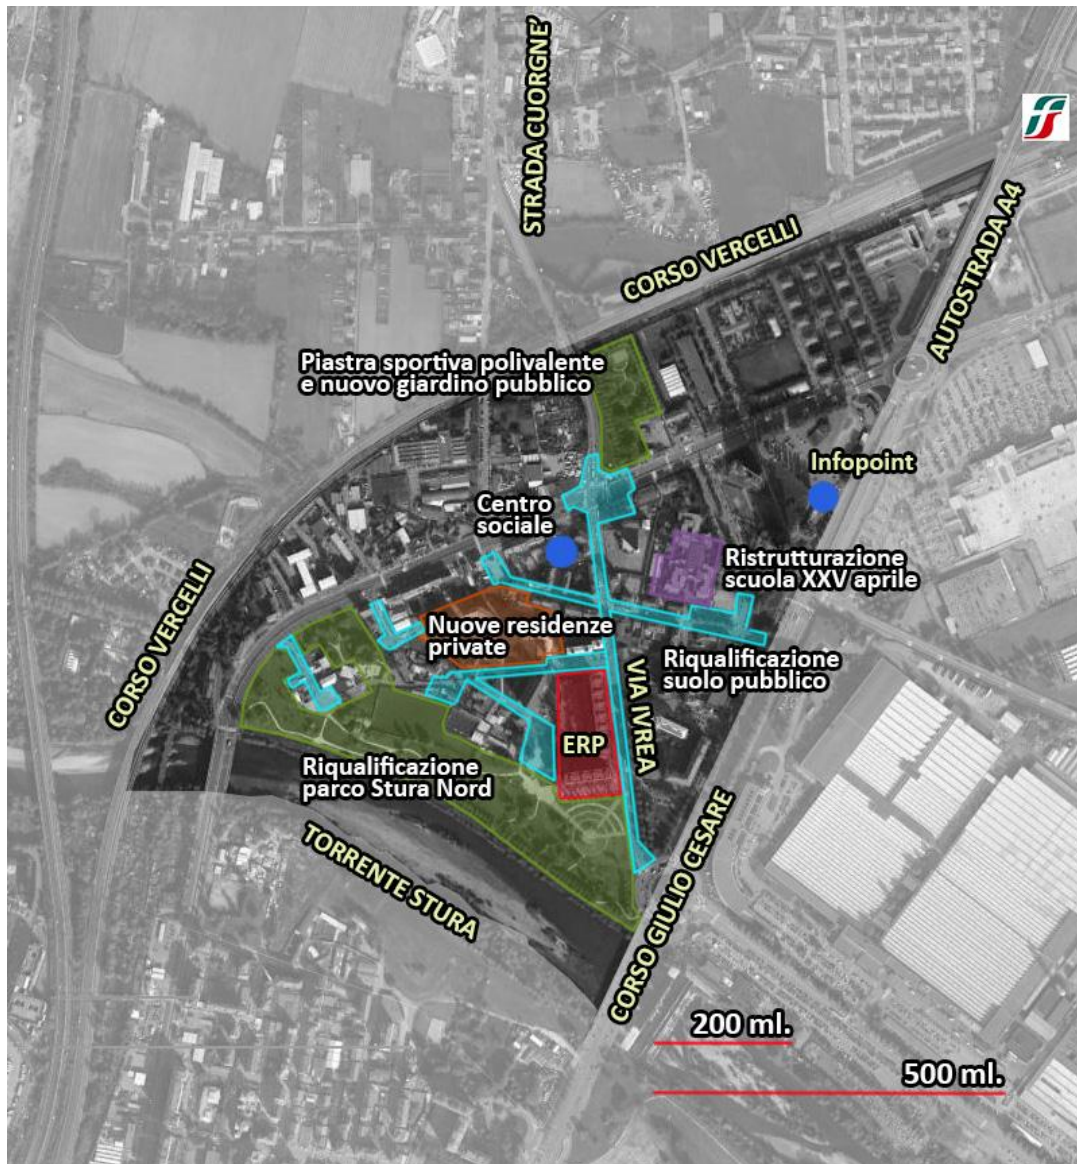 STRADA CUORGNE'
FS
CORSO VERCELLI
AUTOSTRADA A4
Piastra sportiva polivalente
e nuovo giardino pubblico
Infopoint
Centro
sociale
Ristrutturazione
scuola XXV aprile
CORSO VERCELLI
Nuove residenze
private
Riqualificazione
suolo pubblico
VIA IVREA
ERP
Riqualificazione
parco Stura Nord
TORRENTE STURA
CORSO GIULIO CESARE
200 ml.
500 ml.